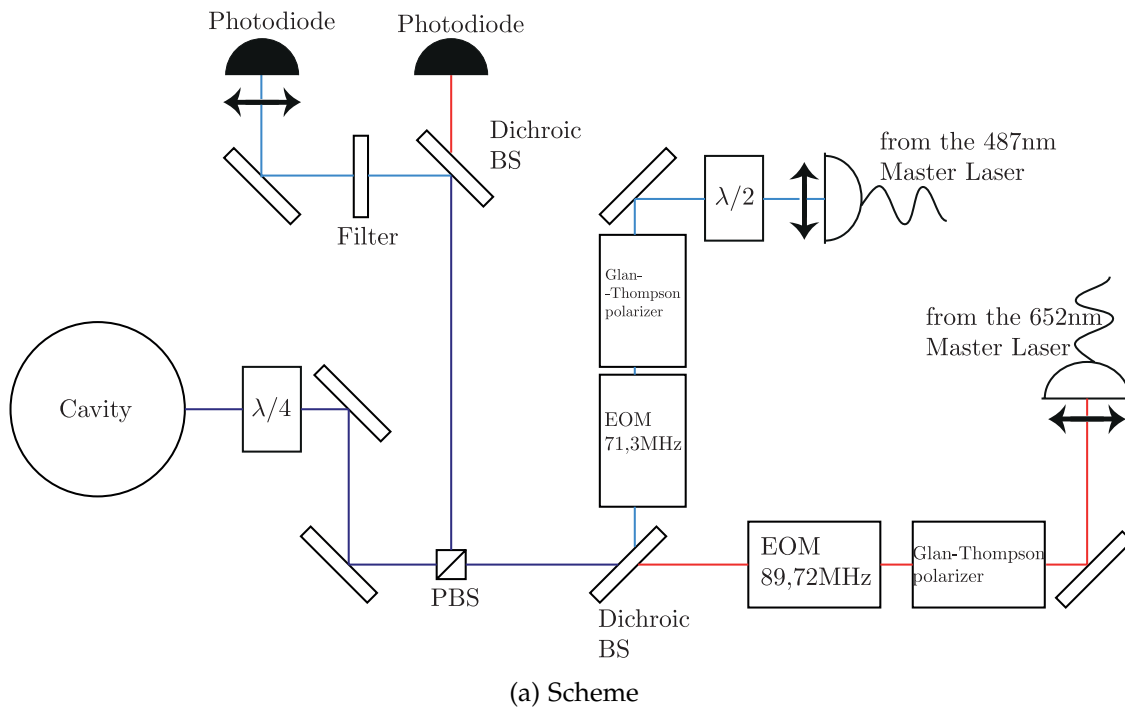 Photodiode
Photodiode
Dichroic
BS
Filter
λ/2
from the 487nm
Master Laser
Glan-
-Thompson
polarizer
from the 652nm
Master Laser
Cavity
λ/4
EOM
71,3MHz
EOM
89,72MHz
Glan-Thompson
polarizer
PBS
Dichroic
BS
(a) Scheme